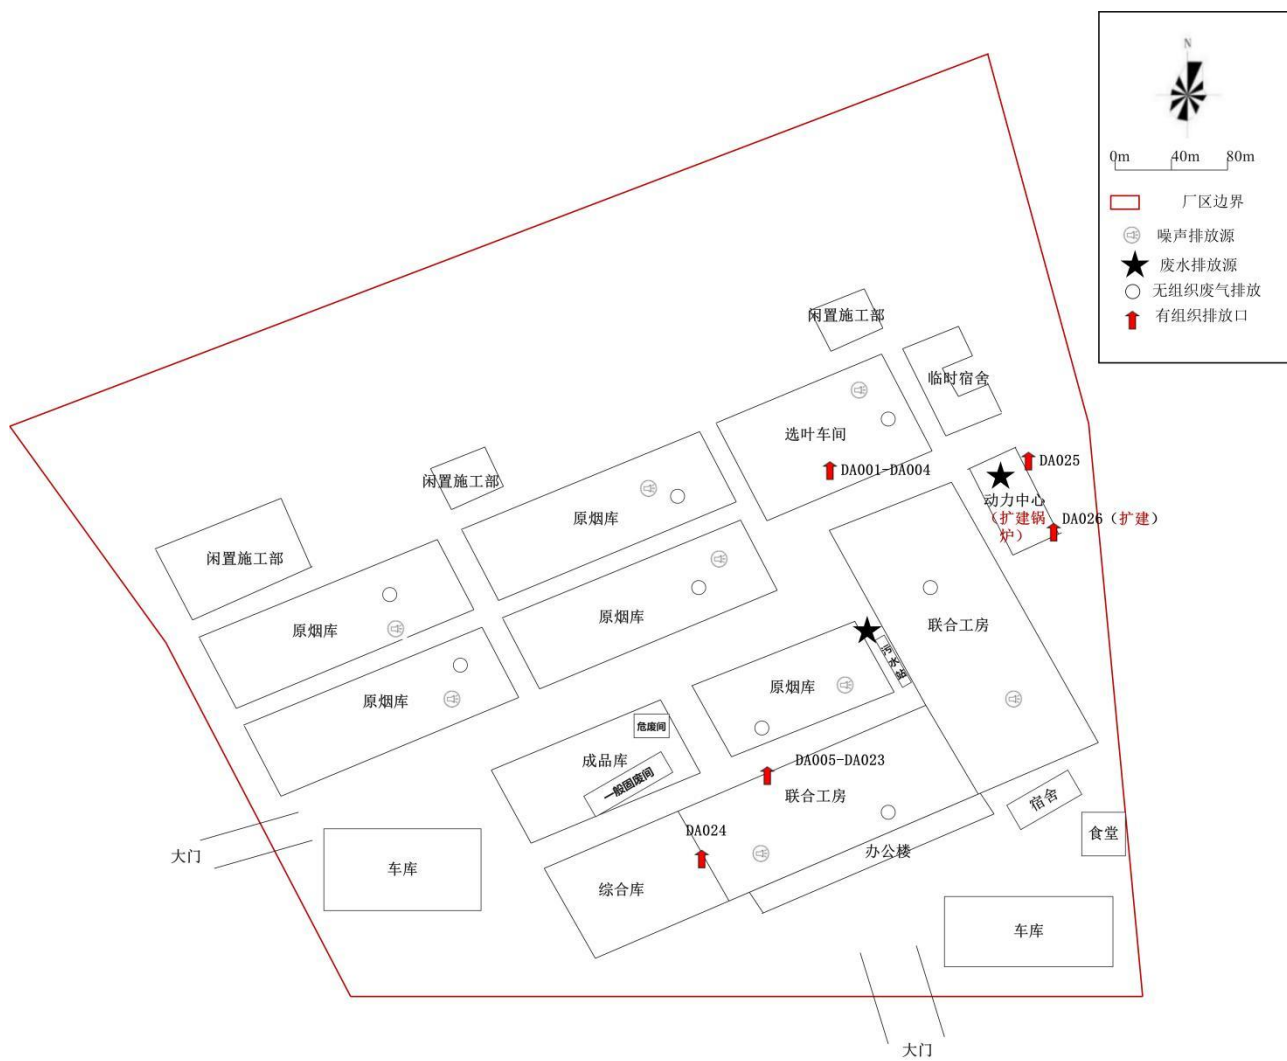 N
0m 40m 80m
厂区边界
噪声排放源
废水排放源
无组织废气排放
有组织排放口
闲置施工部
临时宿舍
选叶车间
DA001-DA004
DA025
动力中心
(扩建锅
炉)
DA026（扩建）
闲置施工部
原烟库
闲置施工部
原烟库
原烟库
联合工房
原烟库
原烟库
危废间
成品库
一般固废间
DA005-DA023
联合工房
宿舍
食堂
DA024
办公楼
大门
车库
综合库
车库
大门